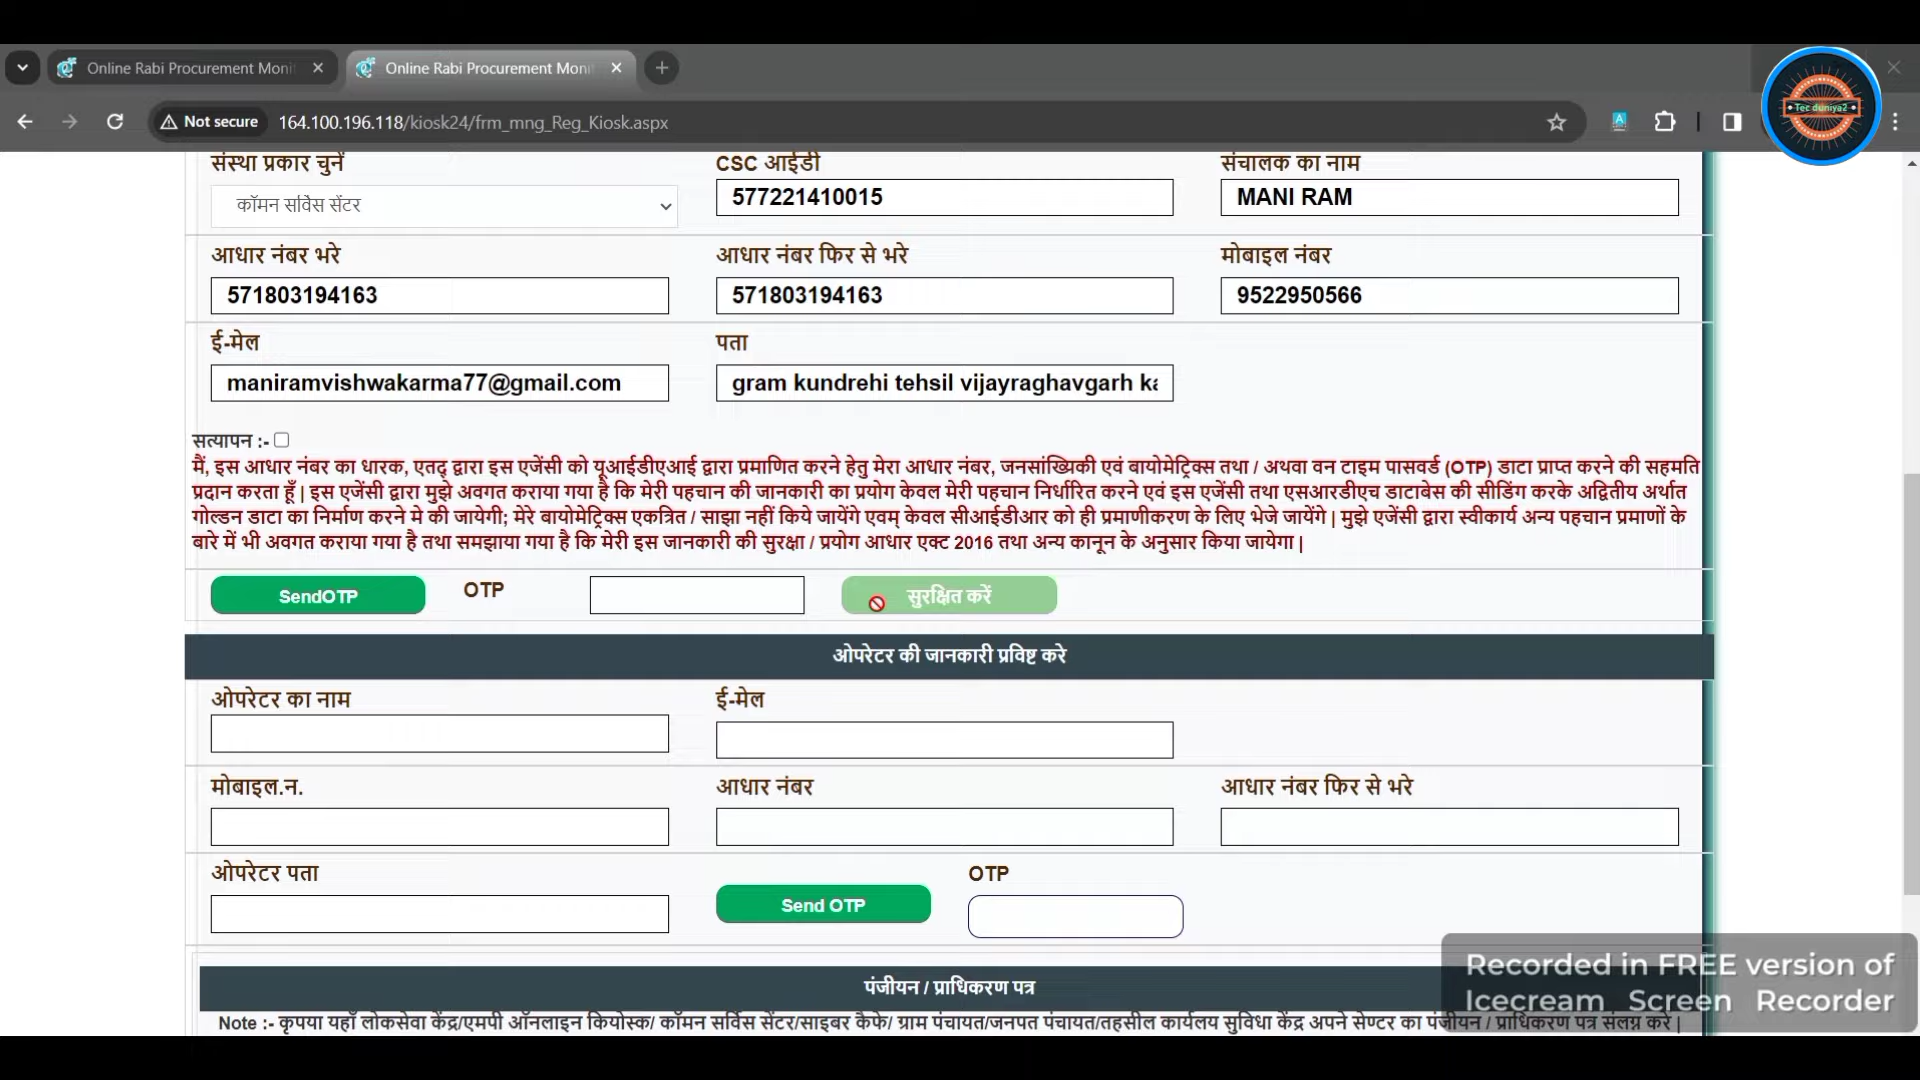 Online Rabi Procurement Moni
Online Rabi Procurement Moni
Not secure
164.100.196.118/kiosk24/frm_mng_Reg_Kiosk.aspx
Tec duniya2
संस्था प्रकार चुनें
CSC आईडी
संचालक का नाम
कॉमन सर्विस सेंटर
577221410015
MANI RAM
आधार नंबर भरे
आधार नंबर फिर से भरे
मोबाइल नंबर
571803194163
571803194163
9522950566
ई-मेल
पता
maniramvishwakarma77@gmail.com
gram kundrehi tehsil vijayraghavgarh ka
सत्यापन :-
मैं, इस आधार नंबर का धारक, एतद् द्वारा इस एजेंसी को यूआईडीएआई द्वारा प्रमाणित करने हेतु मेरा आधार नंबर, जनसांख्यिकी एवं बायोमेट्रिक्स तथा / अथवा वन टाइम पासवर्ड (OTP) डाटा प्राप्त करने की सहमति
प्रदान करता हूँ | इस एजेंसी द्वारा मुझे अवगत कराया गया है कि मेरी पहचान की जानकारी का प्रयोग केवल मेरी पहचान निर्धारित करने एवं इस एजेंसी तथा एसआरडीएच डाटाबेस की सीडिंग करके अद्वितीय अर्थात
गोल्डन डाटा का निर्माण करने मे की जायेगी; मेरे बायोमेट्रिक्स एकत्रित / साझा नहीं किये जायेंगे एवम् केवल सीआईडीआर को ही प्रमाणीकरण के लिए भेजे जायेंगे | मुझे एजेंसी द्वारा स्वीकार्य अन्य पहचान प्रमाणों के
बारे में भी अवगत कराया गया है तथा समझाया गया है कि मेरी इस जानकारी की सुरक्षा / प्रयोग आधार एक्ट 2016 तथा अन्य कानून के अनुसार किया जायेगा |
SendOTP
OTP
सुरक्षित करें
ओपरेटर की जानकारी प्रविष्ट करे
ओपरेटर का नाम
ई-मेल
मोबाइल.न.
आधार नंबर
आधार नंबर फिर से भरे
ओपरेटर पता
Send OTP
OTP
पंजीयन / प्राधिकरण पत्र
Note :- कृपया यहाँ लोकसेवा केंद्र/एमपी ऑनलाइन कियोस्क/ कॉमन सर्विस सेंटर/साइबर कैफे/ ग्राम पंचायत/जनपत पंचायत/तहसील कार्यलय सुविधा केंद्र अपने सेण्टर का पंजीयन / प्राधिकरण पत्र संलग्न करे |
Recorded in FREE version of
Icecream Screen Recorder